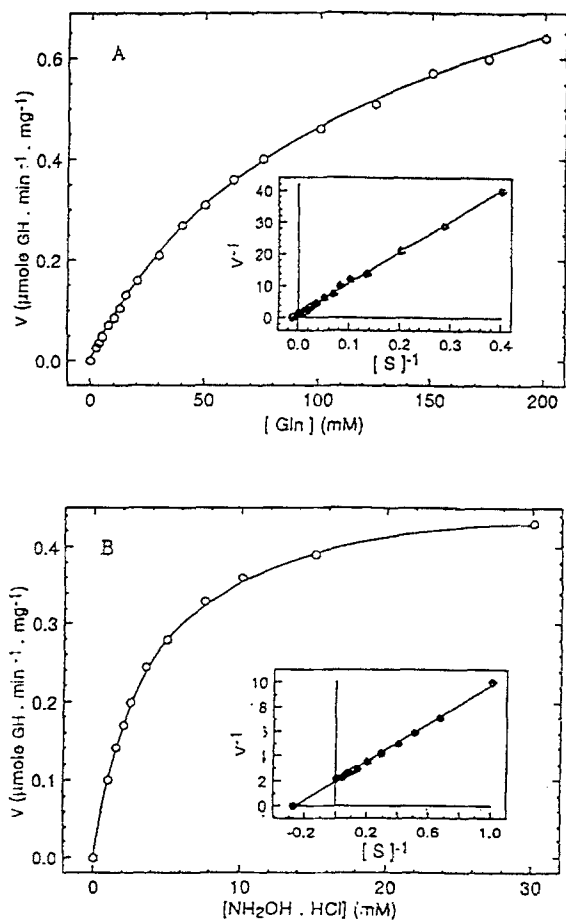 A
V (μmole GH . min⁻¹ . mg⁻¹)
0.6
0.4
0.2
0.0
V⁻¹
40
30
20
10
0
0.0 0.1 0.2 0.3 0.4
[ S ]⁻¹
0 50 100 150 200
[ Gln ] (mM)
B
V (μmole GH . min⁻¹ . mg⁻¹)
0.4
0.3
0.2
0.1
0.0
V⁻¹
10
8
6
4
2
0
-0.2 0.2 0.6 1.0
[ S ]⁻¹
0 10 20 30
[NH₂OH . HCl] (mM)